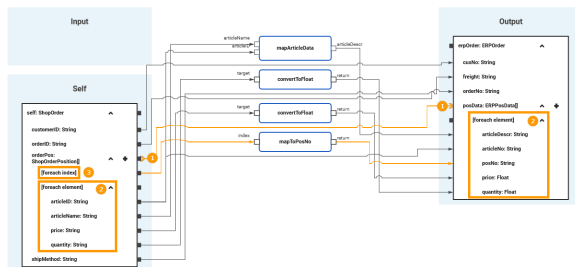 Input
Output
Self
self: ShopOrder
customerID: String
orderID: String
orderPos:
ShopOrderPosition[]
[foreach index]
3
[foreach element]
2
articleID: String
articleName: String
price: String
quantity: String
shipMethod: String
1
articleName
articleID
mapArticleData
articleDescr
target
convertToFloat
return
target
convertToFloat
return
index
mapToPosNo
return
erpOrder: ERPOrder
cusNo: String
freight: String
orderNo: String
1
posData: ERPPosData[]
[foreach element]
2
articleDescr: String
articleNo: String
posNo: String
price: Float
quantity: Float